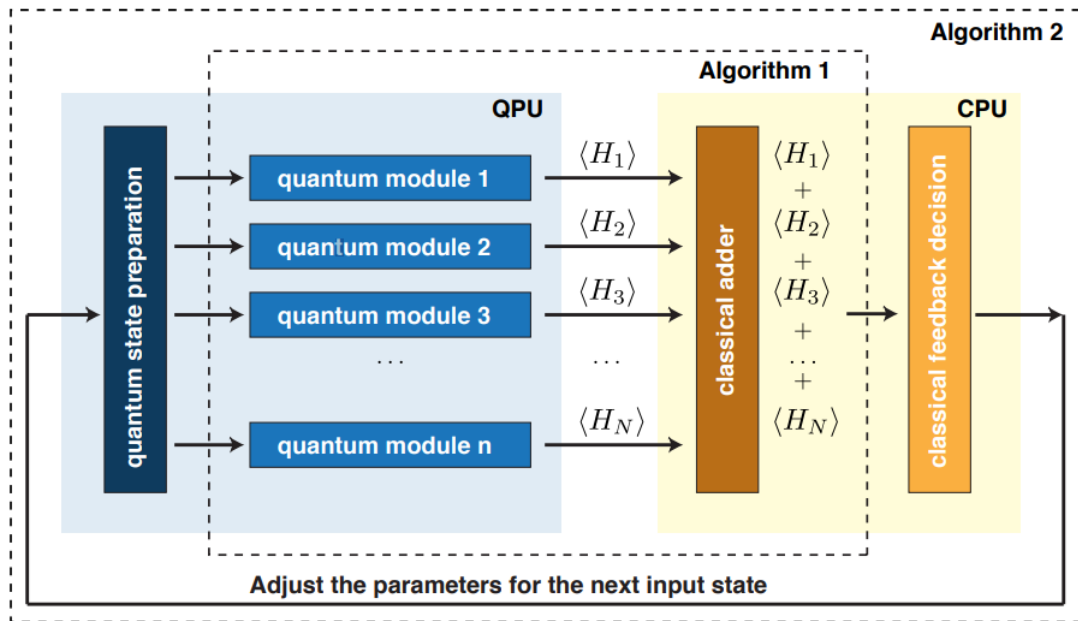 Algorithm 2
Algorithm 1
QPU
CPU
quantum state preparation
quantum module 1
quantum module 2
quantum module 3
...
quantum module n
⟨H₁⟩
⟨H₂⟩
⟨H₃⟩
...
⟨H_N⟩
classical adder
⟨H₁⟩
+
⟨H₂⟩
+
⟨H₃⟩
+
...
+
⟨H_N⟩
classical feedback decision
Adjust the parameters for the next input state